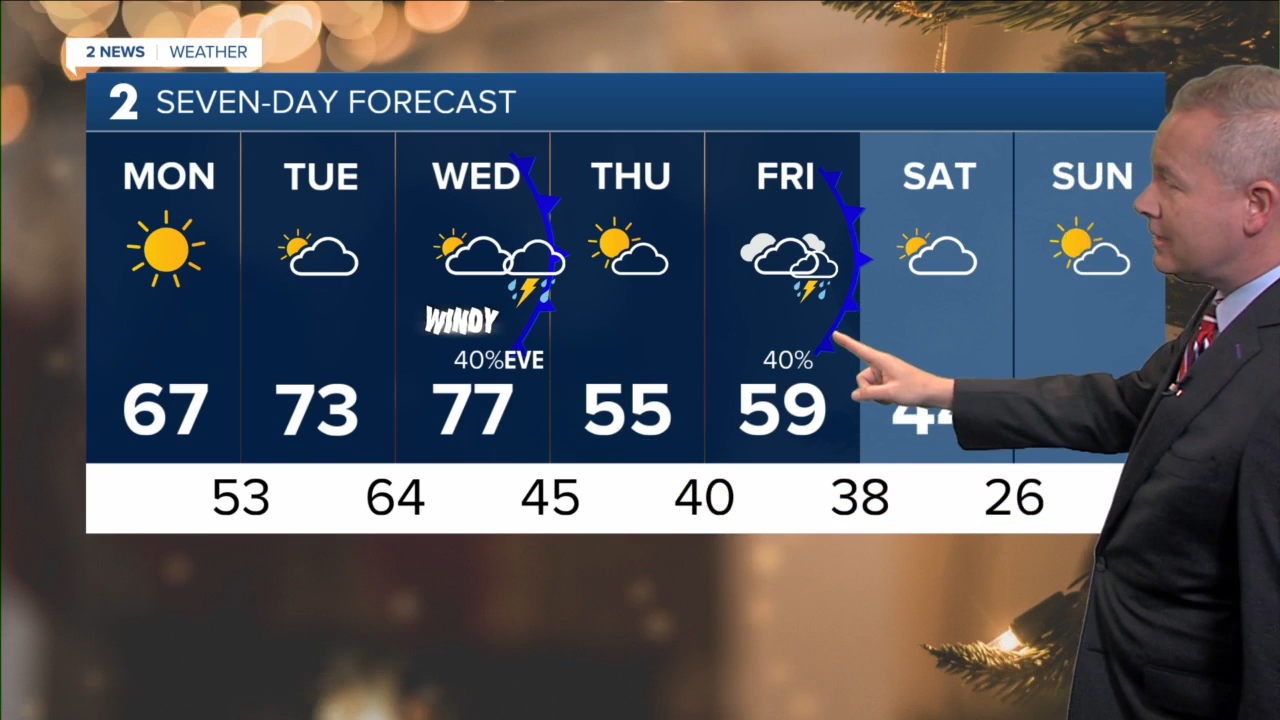 2 NEWS | WEATHER
2 SEVEN-DAY FORECAST
MON TUE WED THU FRI SAT SUN
WINDY
40% EVE 40%
67 73 77 55 59
53 64 45 40 38 26